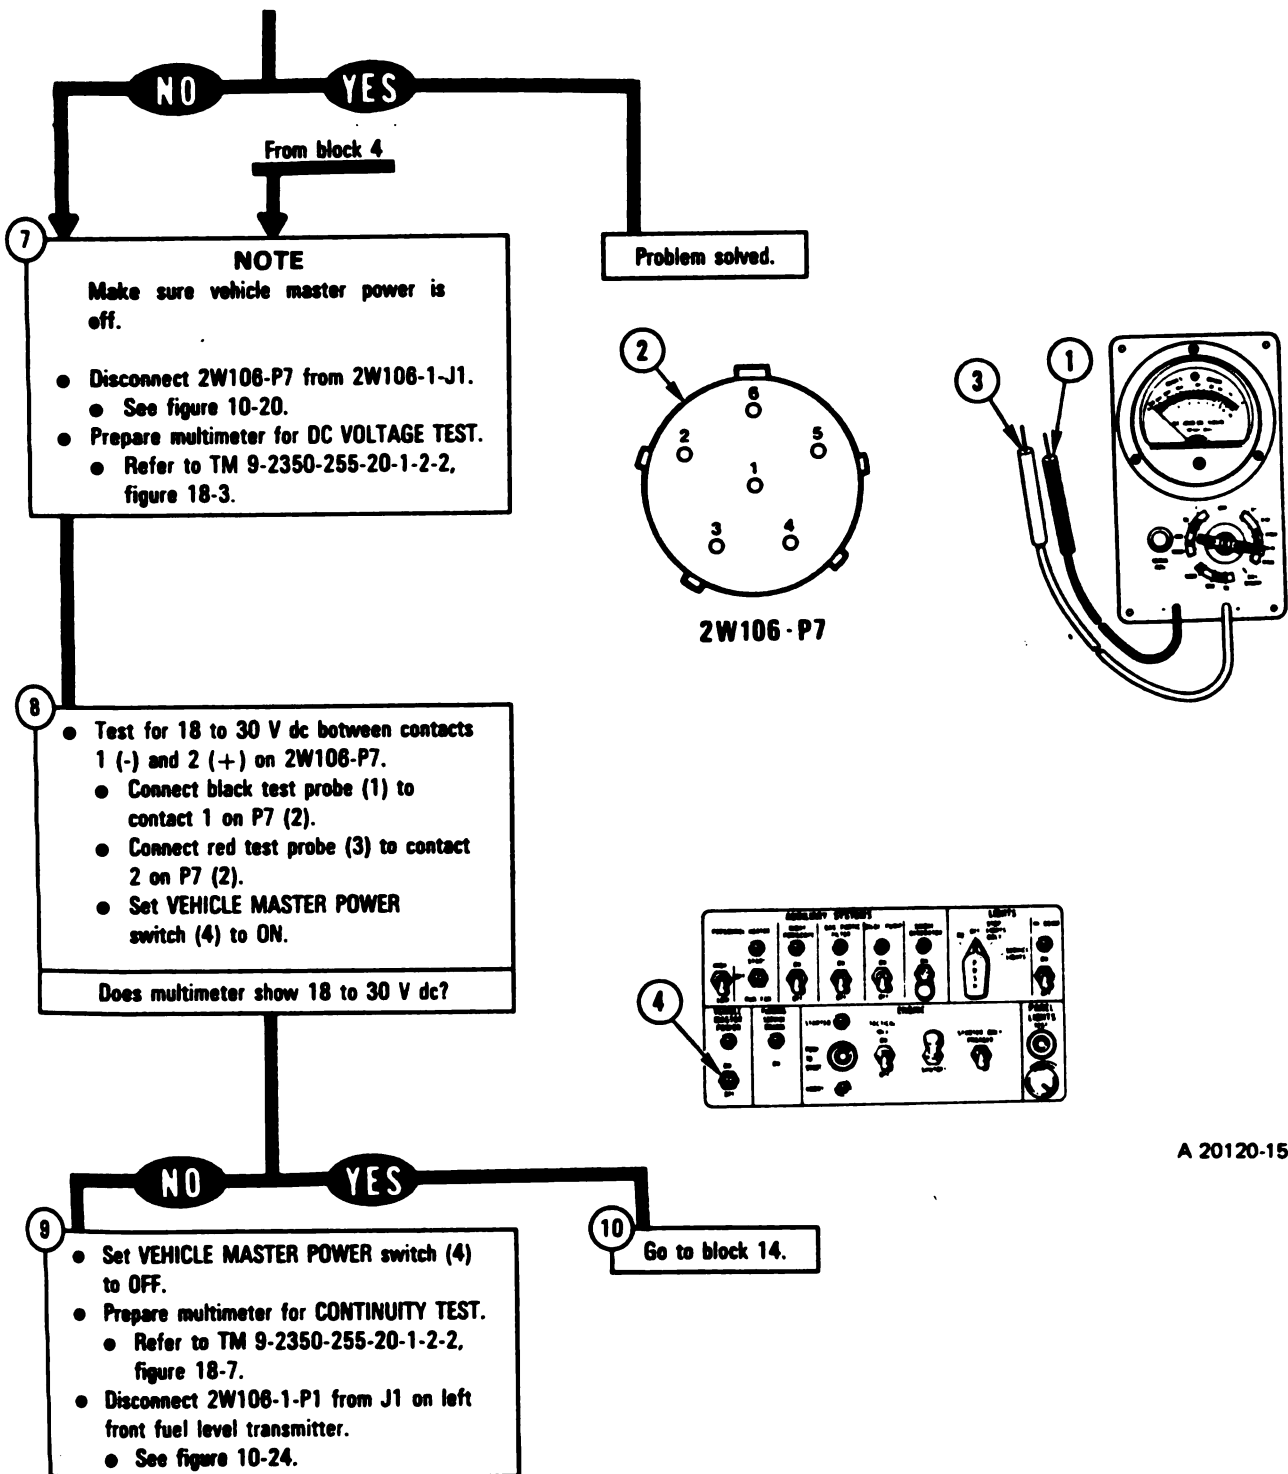 NO
YES
From block 4
7
NOTE
Make sure vehicle master power is
off.
● Disconnect 2W106-P7 from 2W106-1-J1.
● See figure 10-20.
● Prepare multimeter for DC VOLTAGE TEST.
● Refer to TM 9-2350-255-20-1-2-2,
figure 18-3.
Problem solved.
2
6
2
5
1
3
4
2W106-P7
3
1
8
● Test for 18 to 30 V dc between contacts
1 (-) and 2 (+) on 2W106-P7.
● Connect black test probe (1) to
contact 1 on P7 (2).
● Connect red test probe (3) to contact
2 on P7 (2).
● Set VEHICLE MASTER POWER
switch (4) to ON.
Does multimeter show 18 to 30 V dc?
4
AUXILIARY SYSTEMS
LIGHTS
MASTER
POWER
ENGINE
PANEL
LIGHTS
A 20120-15
NO
YES
9
● Set VEHICLE MASTER POWER switch (4)
to OFF.
● Prepare multimeter for CONTINUITY TEST.
● Refer to TM 9-2350-255-20-1-2-2,
figure 18-7.
● Disconnect 2W106-1-P1 from J1 on left
front fuel level transmitter.
● See figure 10-24.
10
Go to block 14.